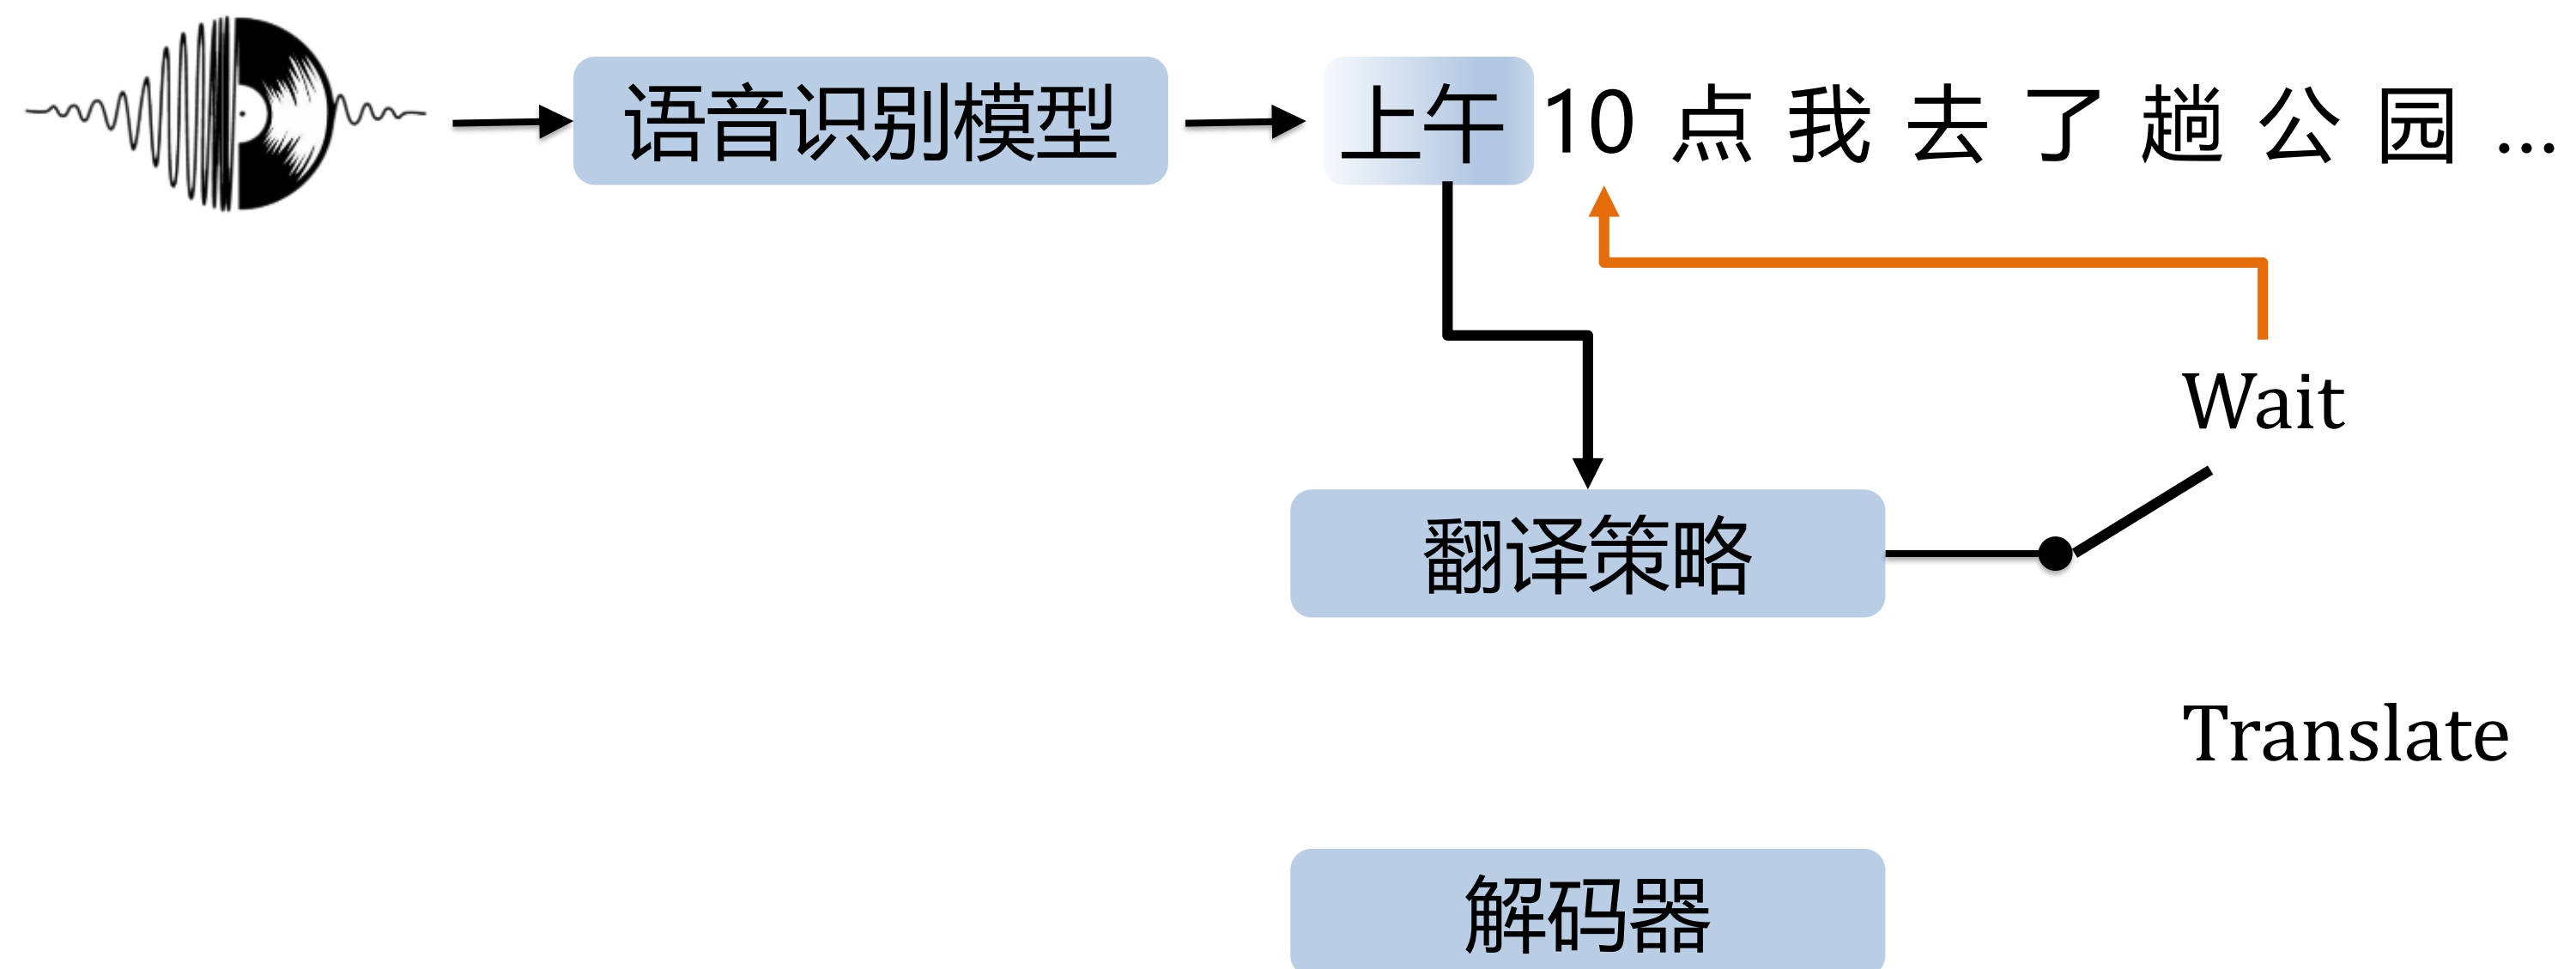 语音识别模型 上午 10 点 我 去 了 趟 公 园 ...
Wait
翻译策略
Translate
解码器